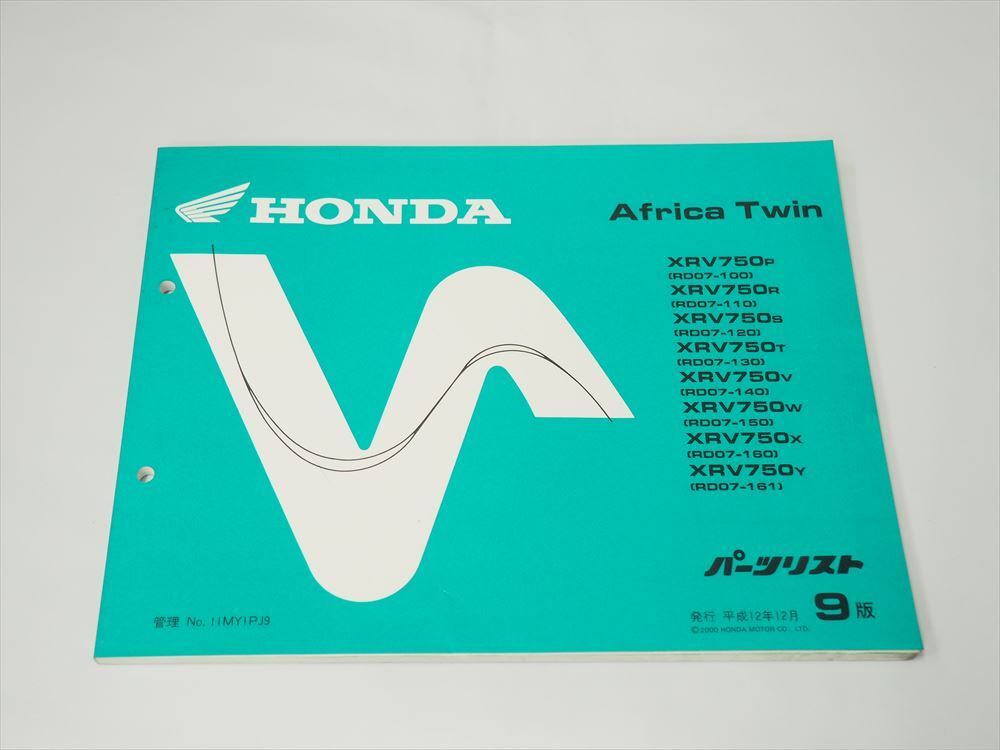 HONDA
Africa Twin
XRV750P
(RD07-100)
XRV750R
(RD07-110)
XRV750S
(RD07-120)
XRV750T
(RD07-130)
XRV750V
(RD07-140)
XRV750W
(RD07-150)
XRV750X
(RD07-160)
XRV750Y
(RD07-161)
パーツリスト
管理 No. 11MY1PJ9
発行 平成12年12月 9版
©2000 HONDA MOTOR CO., LTD.